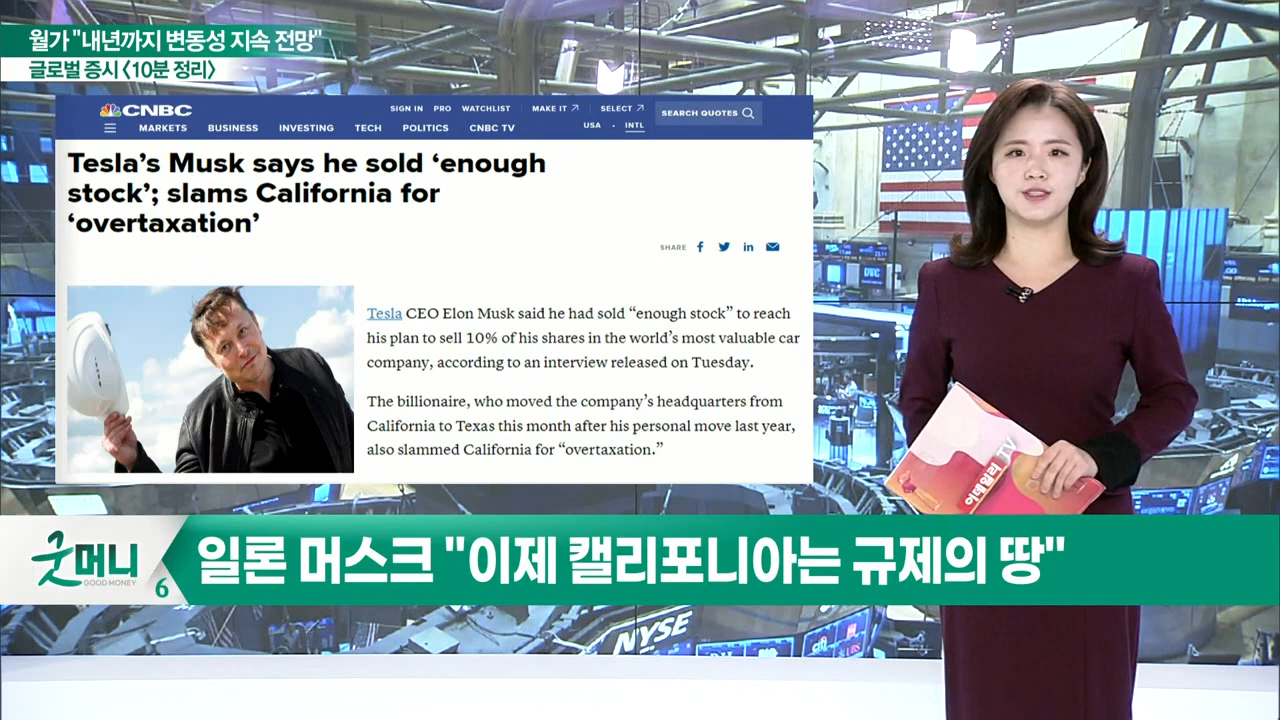 월가 "내년까지 변동성 지속 전망"
글로벌 증시 <10분 정리>
CNBC
SIGN IN PRO WATCHLIST MAKE IT SELECT SEARCH QUOTES
MARKETS BUSINESS INVESTING TECH POLITICS CNBC TV USA · INTL
Tesla’s Musk says he sold ‘enough
stock’; slams California for
‘overtaxation’
SHARE
Tesla CEO Elon Musk said he had sold “enough stock” to reach
his plan to sell 10% of his shares in the world’s most valuable car
company, according to an interview released on Tuesday.
The billionaire, who moved the company’s headquarters from
California to Texas this month after his personal move last year,
also slammed California for “overtaxation.”
이데일리 TV
굿머니
GOOD MONEY
6
일론 머스크 "이제 캘리포니아는 규제의 땅"
NYSE
citi
UBS